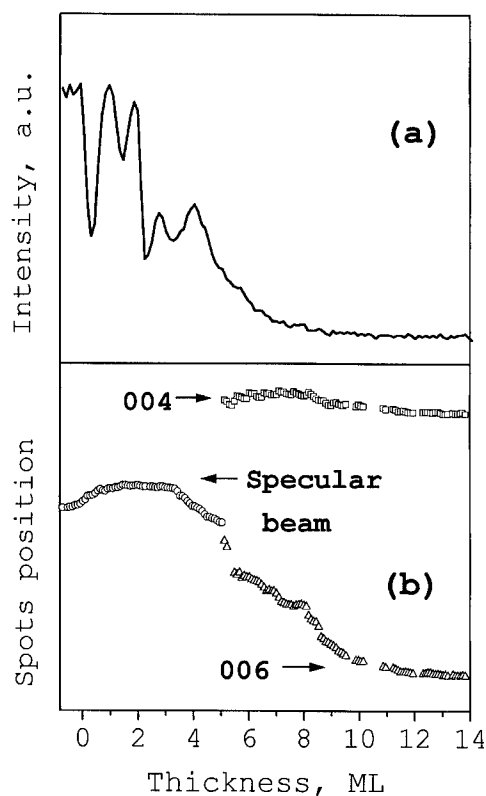 Intensity, a.u.
(a)
Spots position
004
Specular
beam
(b)
006
0 2 4 6 8 10 12 14
Thickness, ML